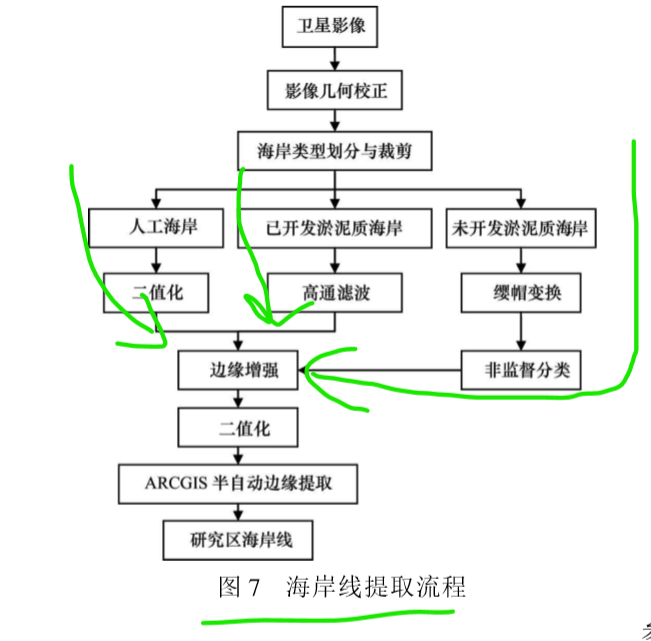 卫星影像
影像几何校正
海岸类型划分与裁剪
人工海岸 已开发淤泥质海岸 未开发淤泥质海岸
二值化 高通滤波 缨帽变换
边缘增强 非监督分类
二值化
ARCGIS 半自动边缘提取
研究区海岸线
图 7 海岸线提取流程